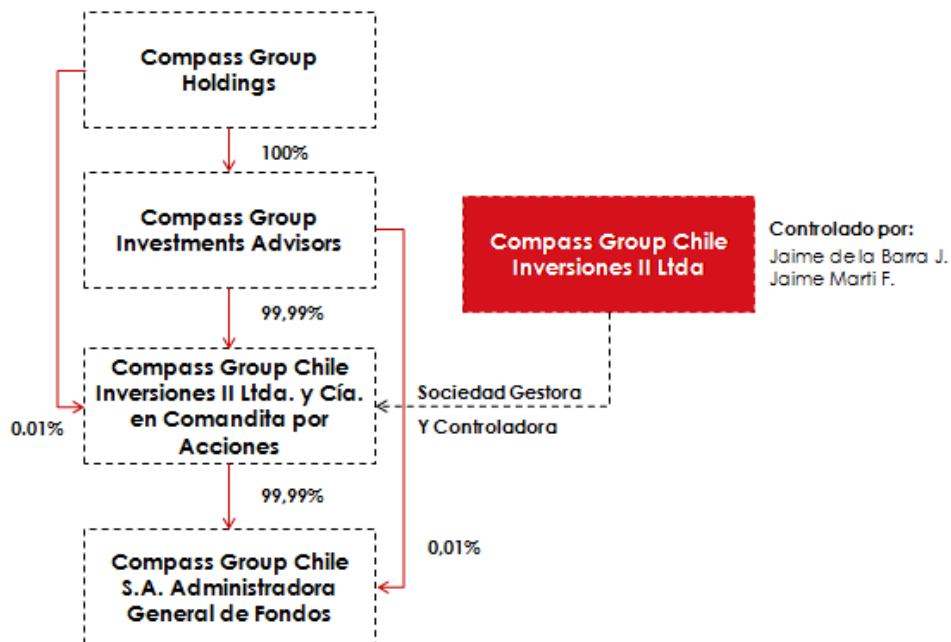 Compass Group
Holdings
100%
Compass Group
Investments Advisors
Compass Group Chile
Inversiones II Ltda
Controlado por:
Jaime de la Barra J.
Jaime Marti F.
99,99%
Compass Group Chile
Inversiones II Ltda. y Cía.
en Comandita por
Acciones
Sociedad Gestora
Y Controladora
0.01%
99,99%
0,01%
Compass Group Chile
S.A. Administradora
General de Fondos